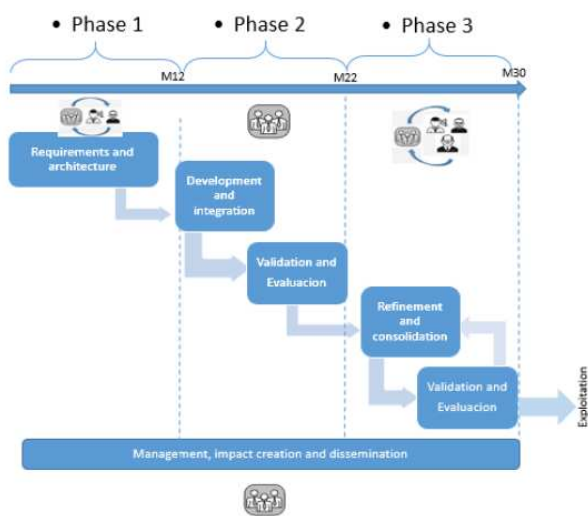 • Phase 1
• Phase 2
• Phase 3
M12
M22
M30
Requirements and
architecture
Development
and
integration
Validation and
Evaluacion
Refinement
and
consolidation
Validation and
Evaluacion
Exploitation
Management, impact creation and dissemination